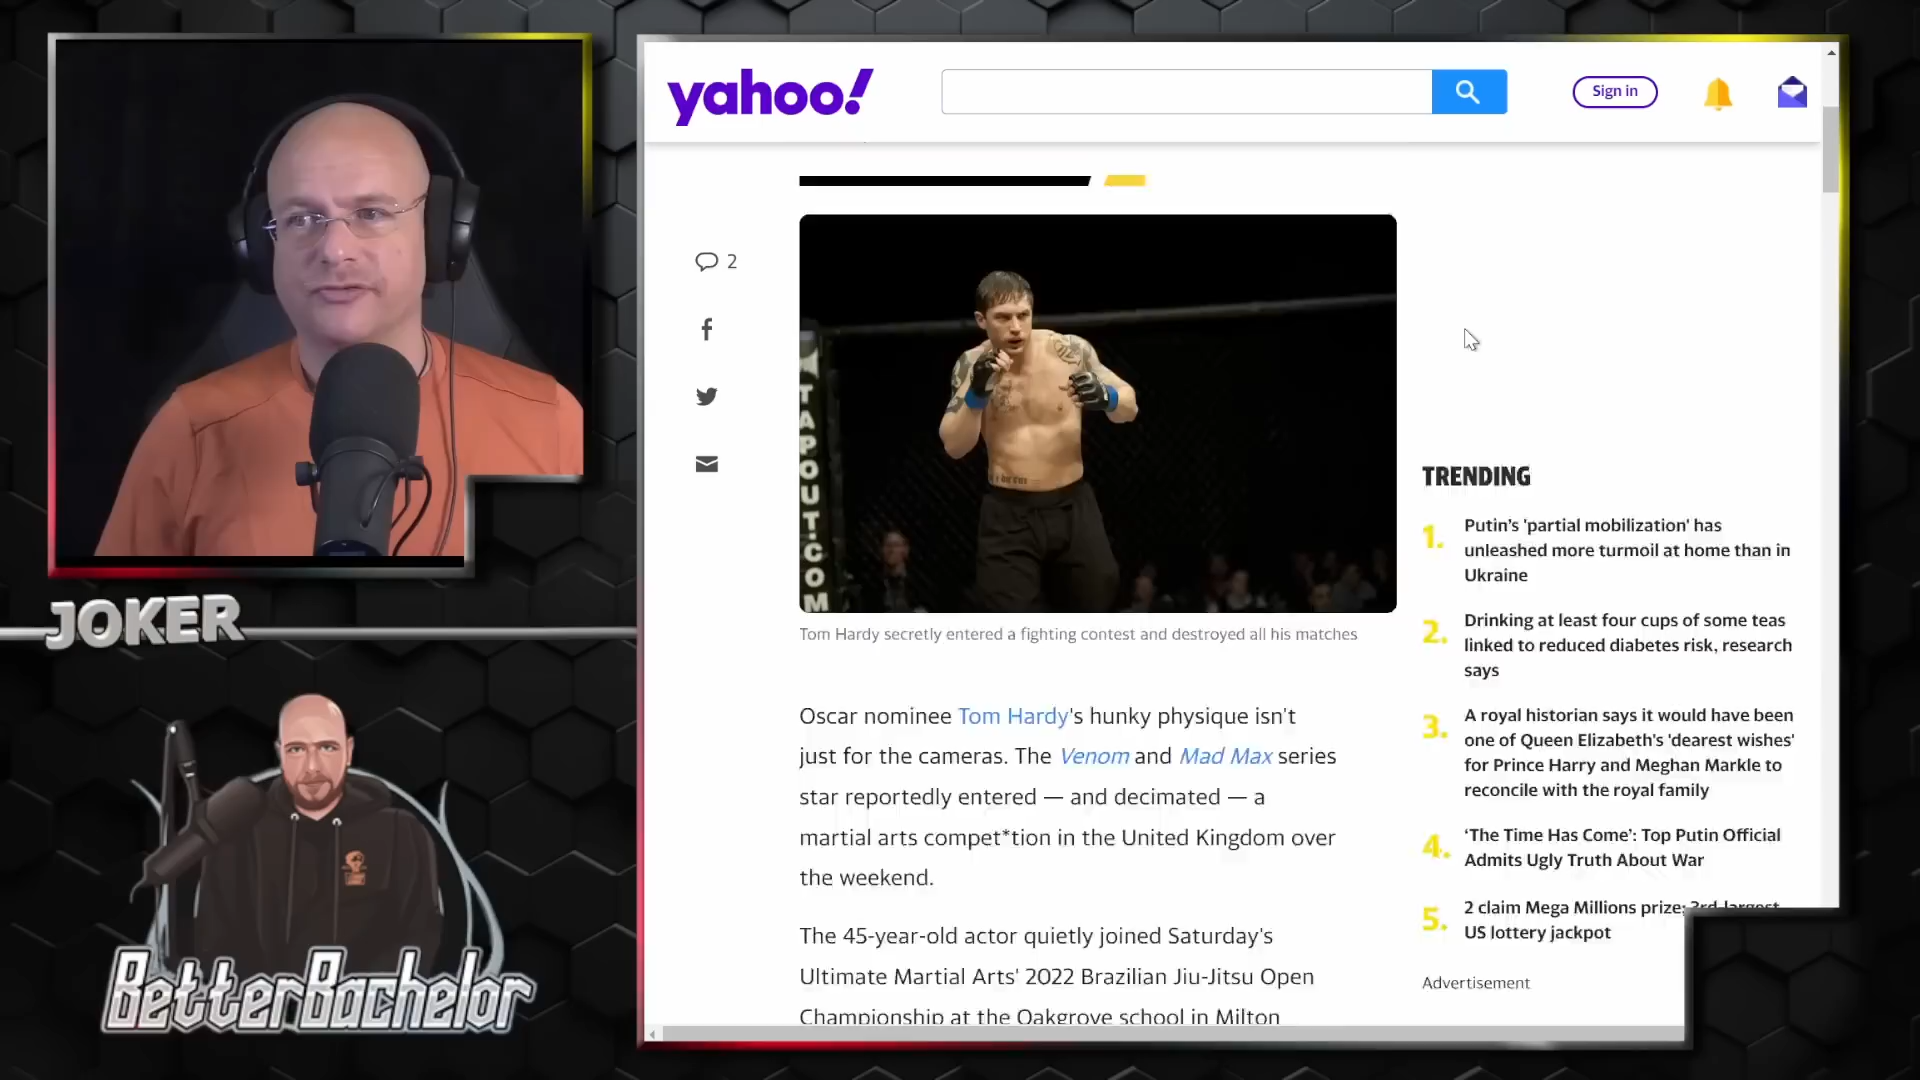 yahoo!
Sign in
2
TAPOUT.COM
Tom Hardy secretly entered a fighting contest and destroyed all his matches
Oscar nominee Tom Hardy's hunky physique isn't
just for the cameras. The Venom and Mad Max series
star reportedly entered — and decimated — a
martial arts compet*tion in the United Kingdom over
the weekend.
The 45-year-old actor quietly joined Saturday's
Ultimate Martial Arts' 2022 Brazilian Jiu-Jitsu Open
Championship at the Oakgrove school in Milton
TRENDING
1. Putin's 'partial mobilization' has
unleashed more turmoil at home than in
Ukraine
2. Drinking at least four cups of some teas
linked to reduced diabetes risk, research
says
3. A royal historian says it would have been
one of Queen Elizabeth's 'dearest wishes'
for Prince Harry and Meghan Markle to
reconcile with the royal family
4. ‘The Time Has Come’: Top Putin Official
Admits Ugly Truth About War
5. 2 claim Mega Millions prize; 3rd-largest
US lottery jackpot
Advertisement
JOKER
BetterBachelor